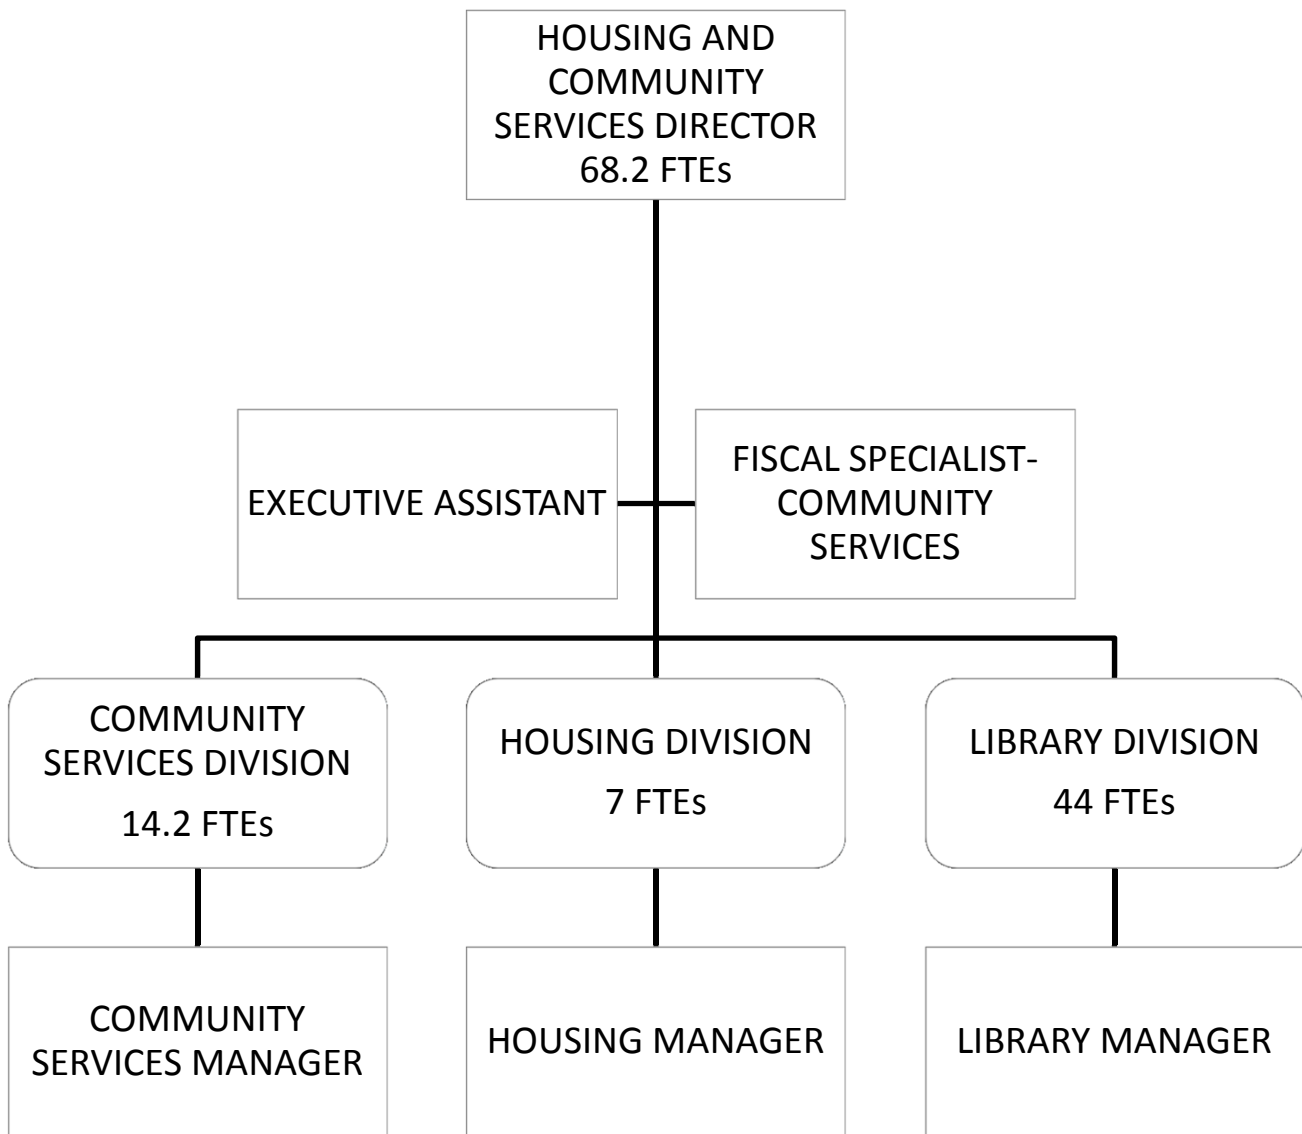 HOUSING AND
COMMUNITY
SERVICES DIRECTOR
68.2 FTEs
EXECUTIVE ASSISTANT
FISCAL SPECIALIST-
COMMUNITY
SERVICES
COMMUNITY
SERVICES DIVISION
14.2 FTEs
HOUSING DIVISION
7 FTEs
LIBRARY DIVISION
44 FTEs
COMMUNITY
SERVICES MANAGER
HOUSING MANAGER
LIBRARY MANAGER